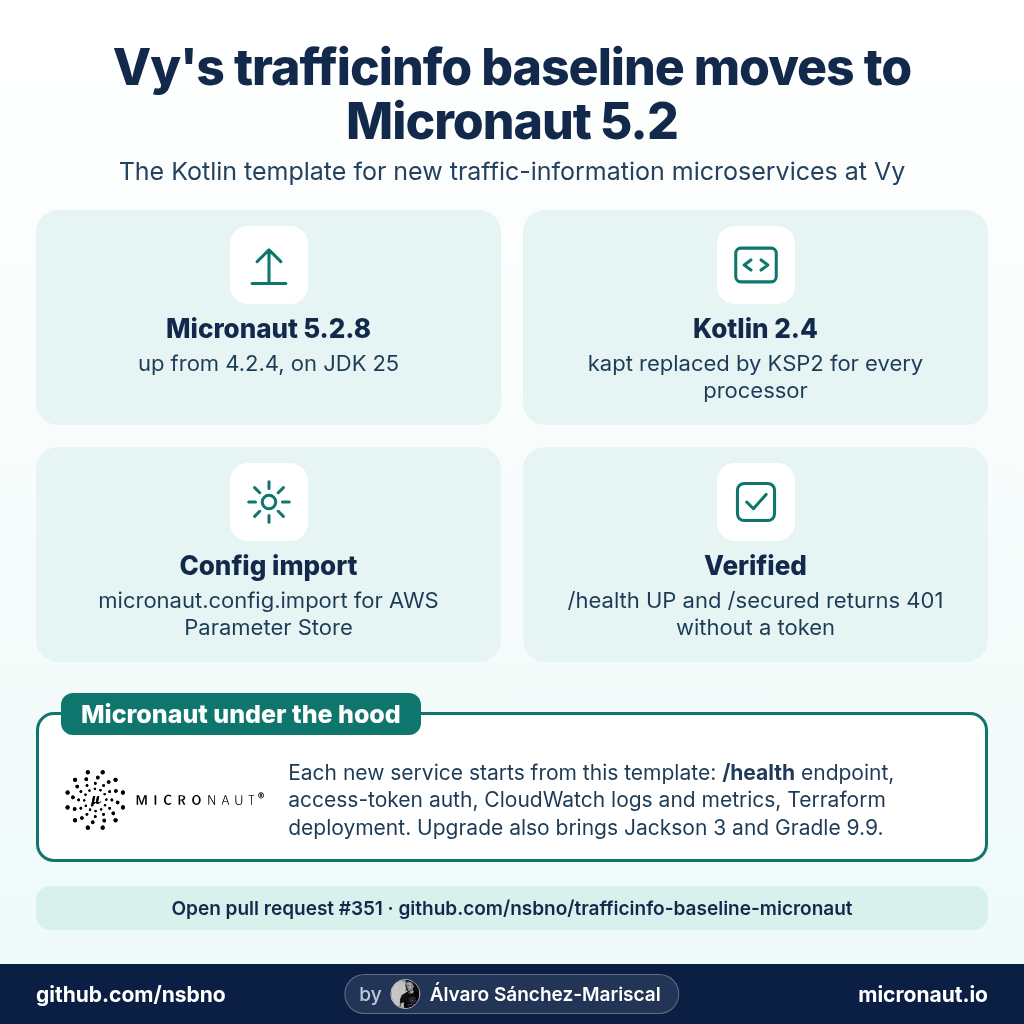 Vy's trafficinfo baseline moves to
Micronaut 5.2
The Kotlin template for new traffic-information microservices at Vy
Micronaut 5.2.8
up from 4.2.4, on JDK 25
Kotlin 2.4
kapt replaced by KSP2 for every
processor
Config import
micronaut.config.import for AWS
Parameter Store
Verified
/health UP and /secured returns 401
without a token
Micronaut under the hood
μ MICRONAUT®
Each new service starts from this template: /health endpoint,
access-token auth, CloudWatch logs and metrics, Terraform
deployment. Upgrade also brings Jackson 3 and Gradle 9.9.
Open pull request #351 · github.com/nsbno/trafficinfo-baseline-micronaut
github.com/nsbno
by Álvaro Sánchez-Mariscal
micronaut.io